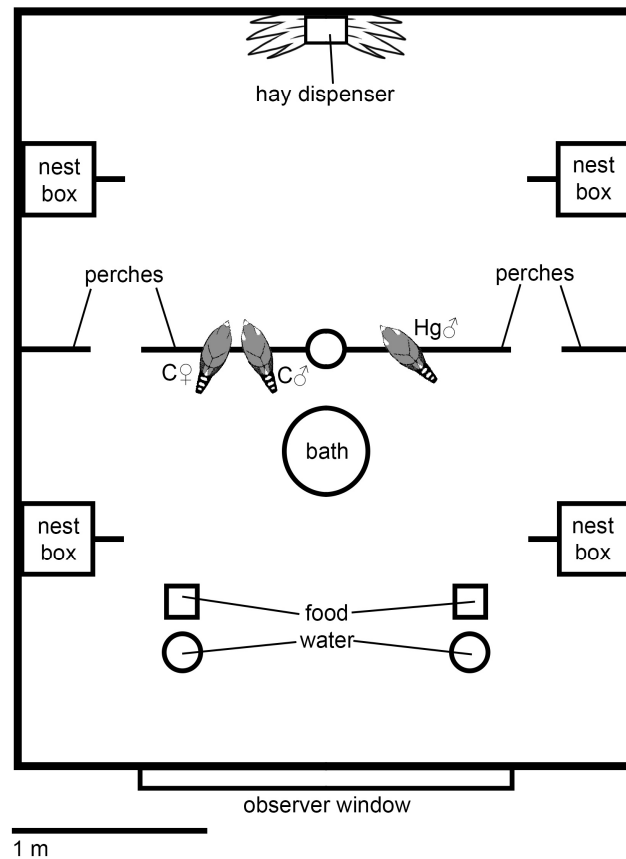 hay dispenser
nest
box
nest
box
perches
perches
C♀
C♂
Hg♂
bath
nest
box
nest
box
food
water
observer window
1 m